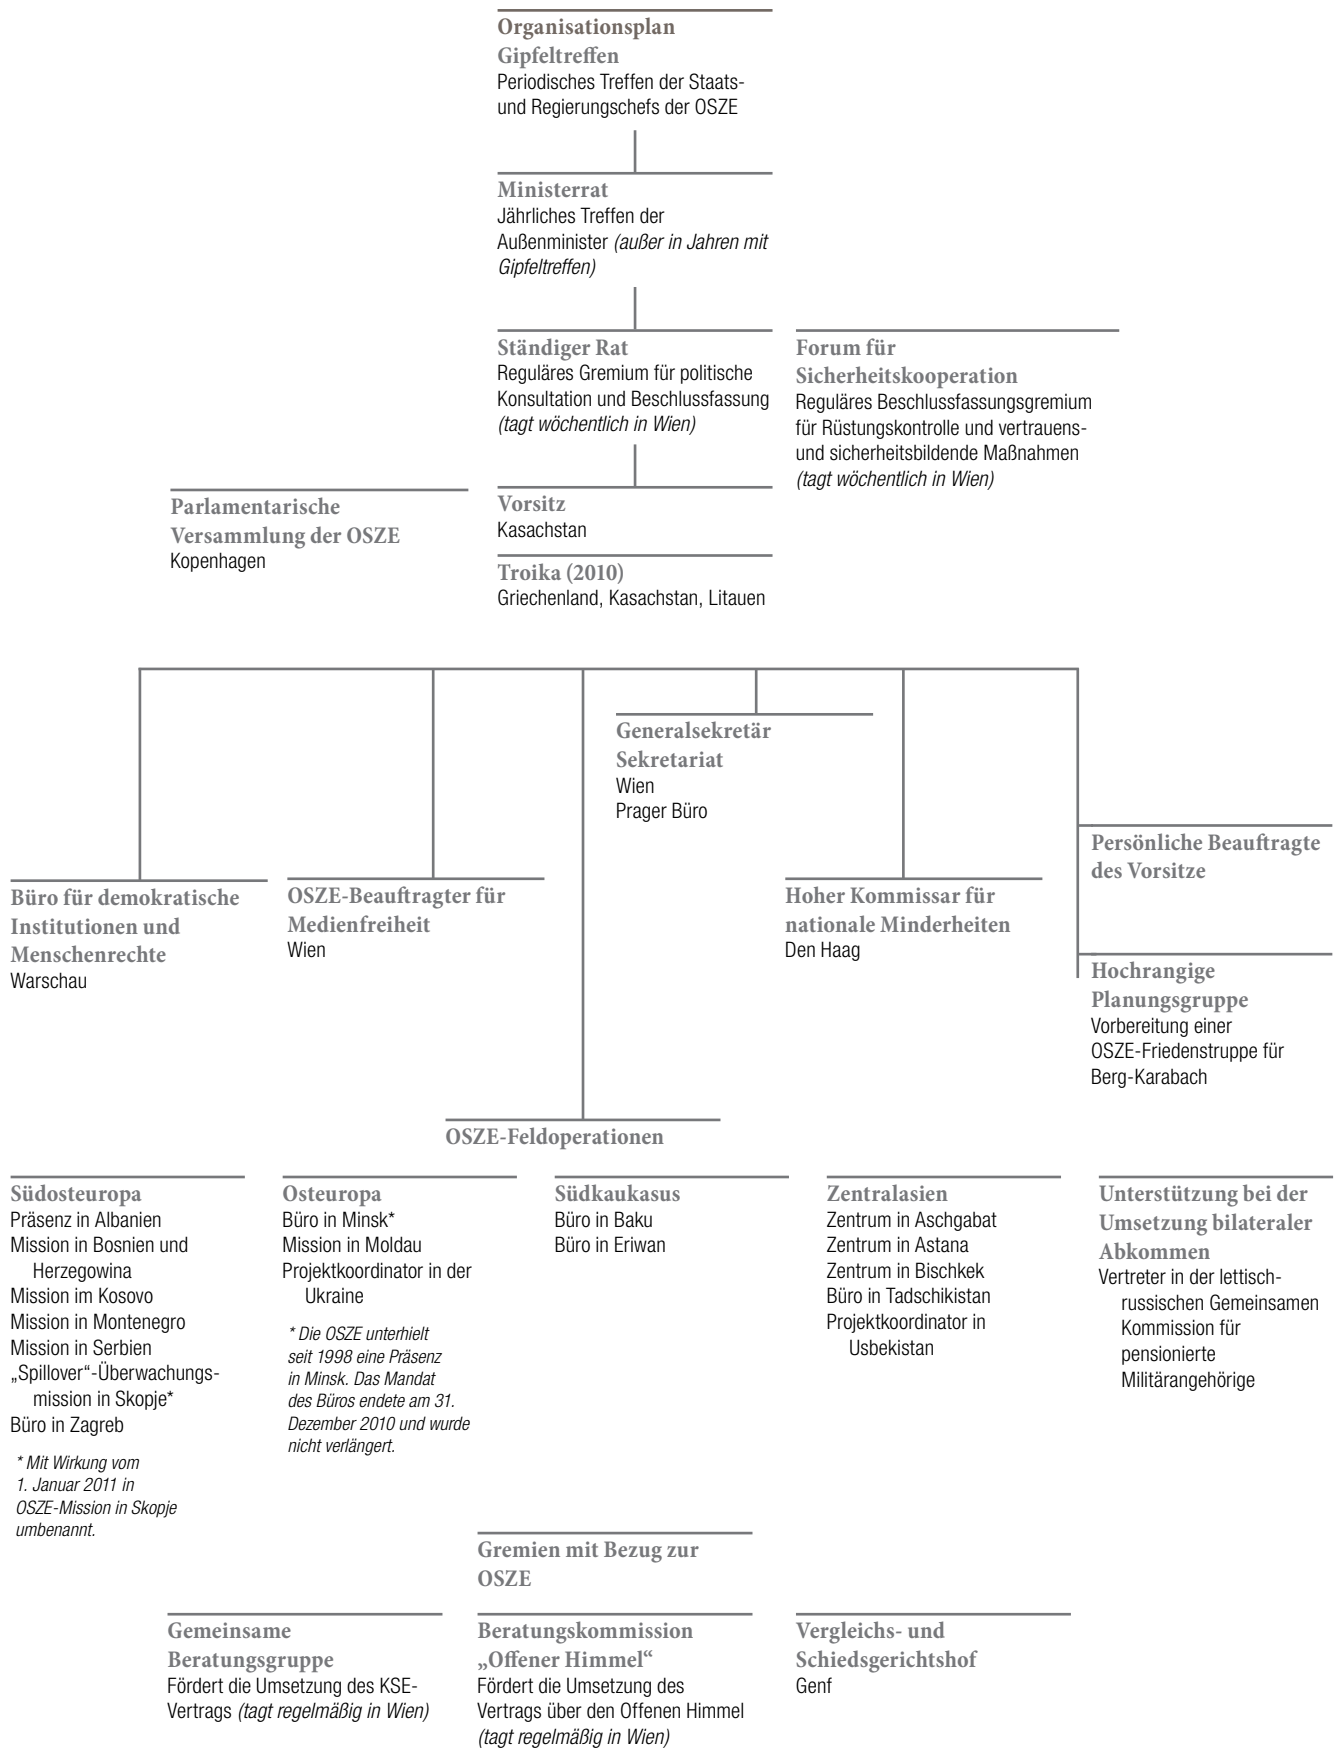 Organisationsplan
Gipfeltreffen
Periodisches Treffen der Staats-
und Regierungschefs der OSZE
Ministerrat
Jährliches Treffen der
Außenminister (außer in Jahren mit
Gipfeltreffen)
Ständiger Rat
Reguläres Gremium für politische
Konsultation und Beschlussfassung
(tagt wöchentlich in Wien)
Forum für
Sicherheitskooperation
Reguläres Beschlussfassungsgremium
für Rüstungskontrolle und vertrauens-
und sicherheitsbildende Maßnahmen
(tagt wöchentlich in Wien)
Parlamentarische
Versammlung der OSZE
Kopenhagen
Vorsitz
Kasachstan
Troika (2010)
Griechenland, Kasachstan, Litauen
Generalsekretär
Sekretariat
Wien
Prager Büro
Persönliche Beauftragte
des Vorsitze
Büro für demokratische
Institutionen und
Menschenrechte
Warschau
OSZE-Beauftragter für
Medienfreiheit
Wien
Hoher Kommissar für
nationale Minderheiten
Den Haag
Hochrangige
Planungsgruppe
Vorbereitung einer
OSZE-Friedenstruppe für
Berg-Karabach
OSZE-Feldoperationen
Südosteuropa
Präsenz in Albanien
Mission in Bosnien und
Herzegowina
Mission im Kosovo
Mission in Montenegro
Mission in Serbien
„Spillover“-Überwachungs-
mission in Skopje*
Büro in Zagreb
* Mit Wirkung vom
1. Januar 2011 in
OSZE-Mission in Skopje
umbenannt.
Osteuropa
Büro in Minsk*
Mission in Moldau
Projektkoordinator in der
Ukraine
* Die OSZE unterhielt
seit 1998 eine Präsenz
in Minsk. Das Mandat
des Büros endete am 31.
Dezember 2010 und wurde
nicht verlängert.
Südkaukasus
Büro in Baku
Büro in Eriwan
Zentralasien
Zentrum in Aschgabat
Zentrum in Astana
Zentrum in Bischkek
Büro in Tadschikistan
Projektkoordinator in
Usbekistan
Unterstützung bei der
Umsetzung bilateraler
Abkommen
Vertreter in der lettisch-
russischen Gemeinsamen
Kommission für
pensionierte
Militärangehörige
Gremien mit Bezug zur
OSZE
Gemeinsame
Beratungsgruppe
Fördert die Umsetzung des KSE-
Vertrags (tagt regelmäßig in Wien)
Beratungskommission
„Offener Himmel“
Fördert die Umsetzung des
Vertrags über den Offenen Himmel
(tagt regelmäßig in Wien)
Vergleichs- und
Schiedsgerichtshof
Genf